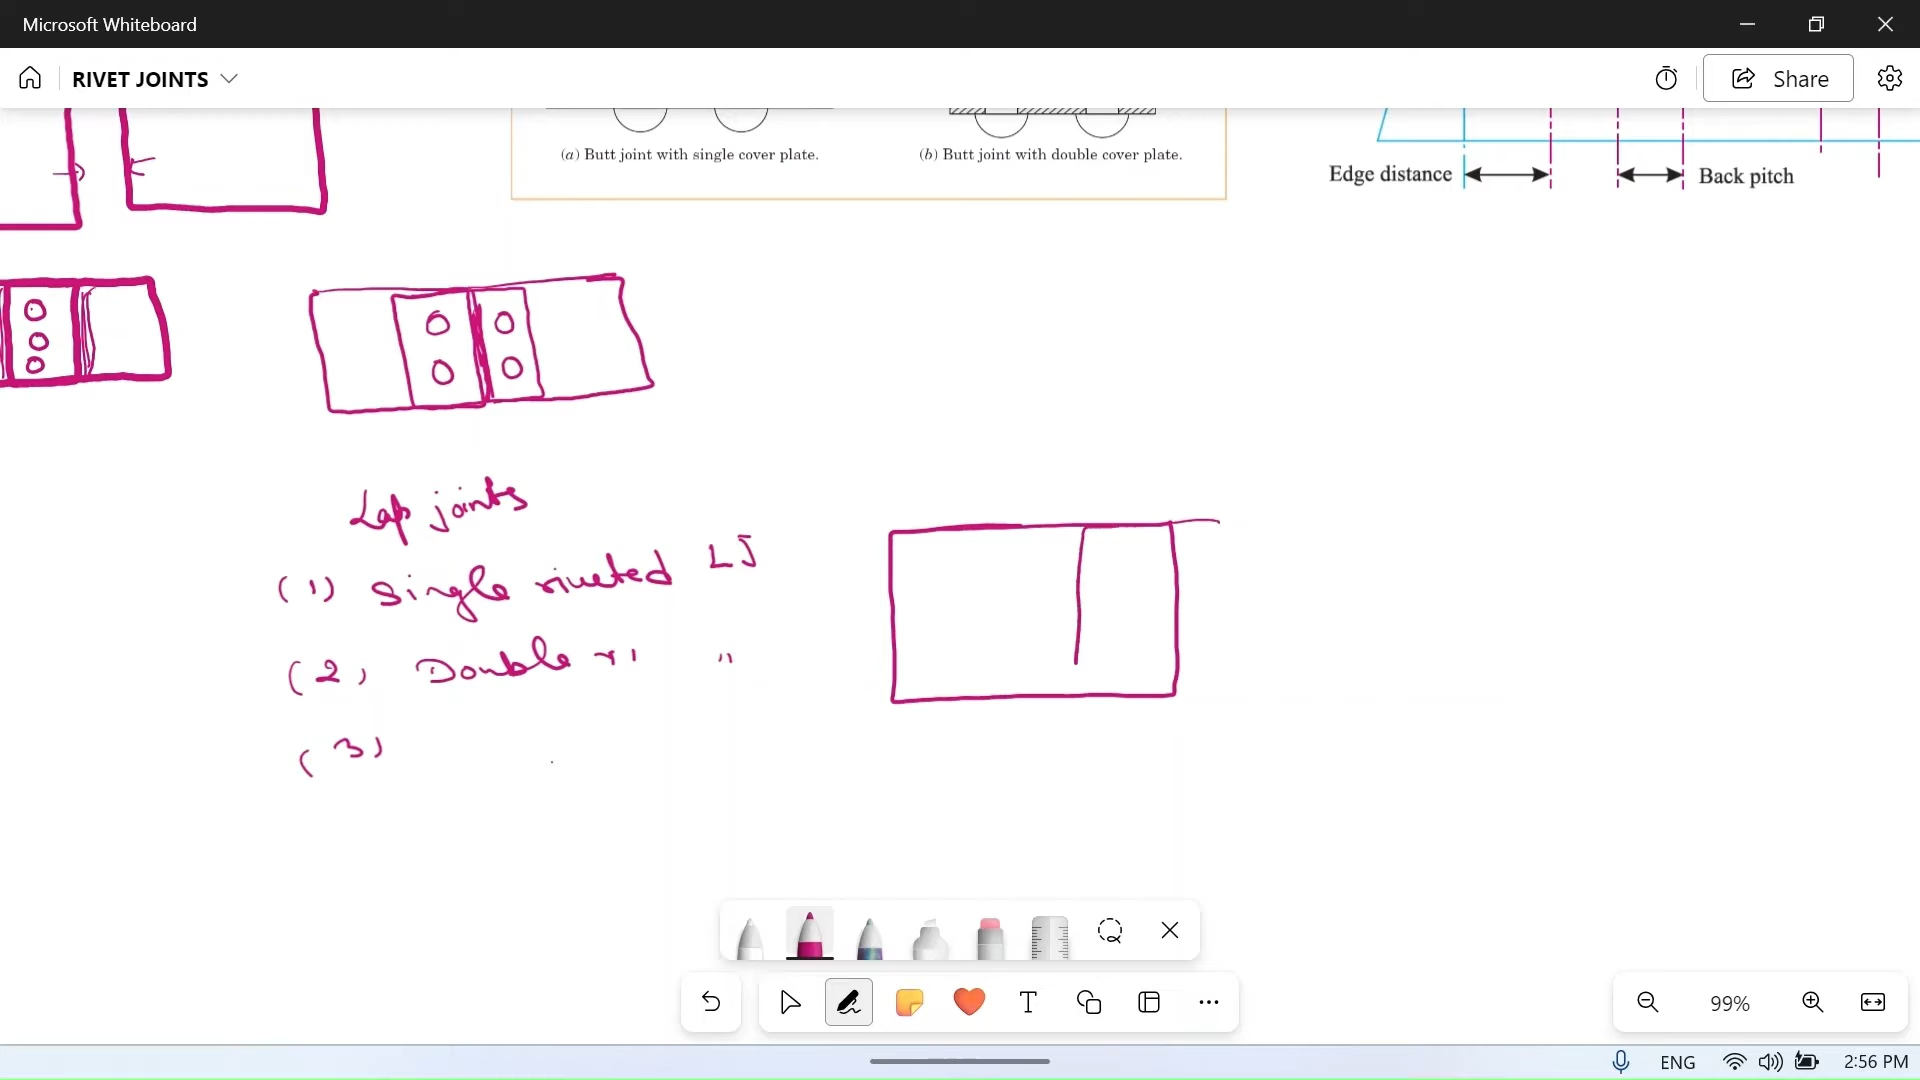 Microsoft Whiteboard
RIVET JOINTS
Share
(a) Butt joint with single cover plate.
(b) Butt joint with double cover plate.
Edge distance
Back pitch
Lap joints
(1) Single riveted LJ
(2) Double ri "
(3)
99%
ENG
2:56 PM